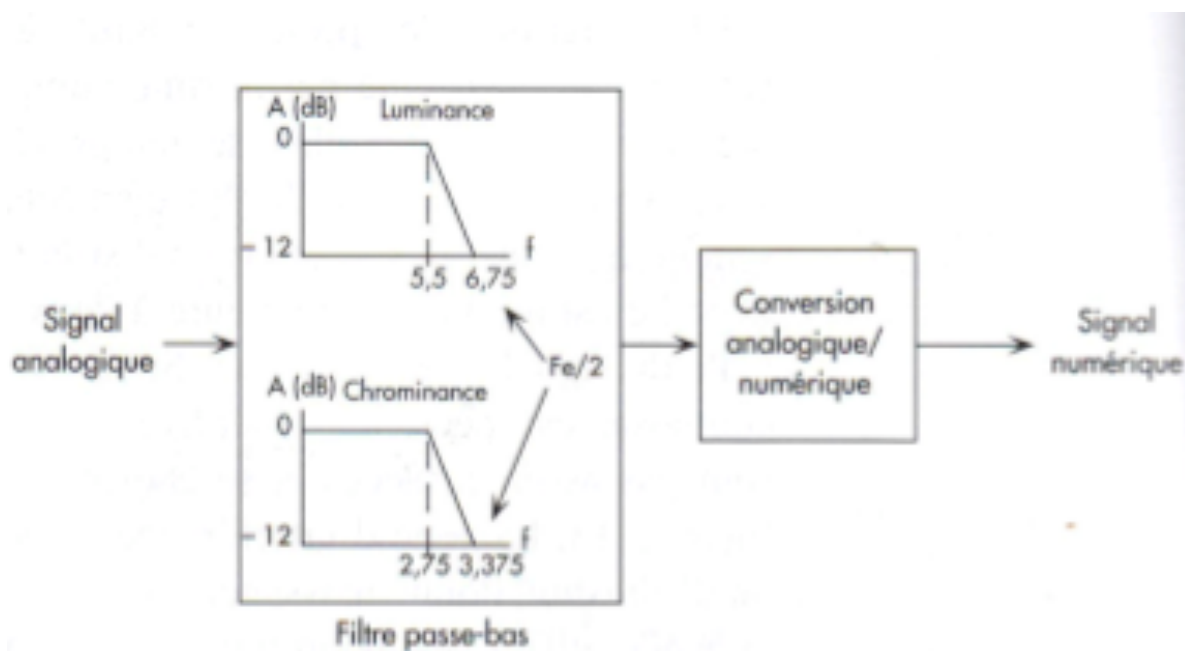 A (dB)
Luminance
0
– 12
f
5,5
6,75
Signal
analogique
Fe/2
Conversion
analogique/
numérique
Signal
numérique
A (dB)
Chrominance
0
– 12
f
2,75
3,375
Filtre passe-bas